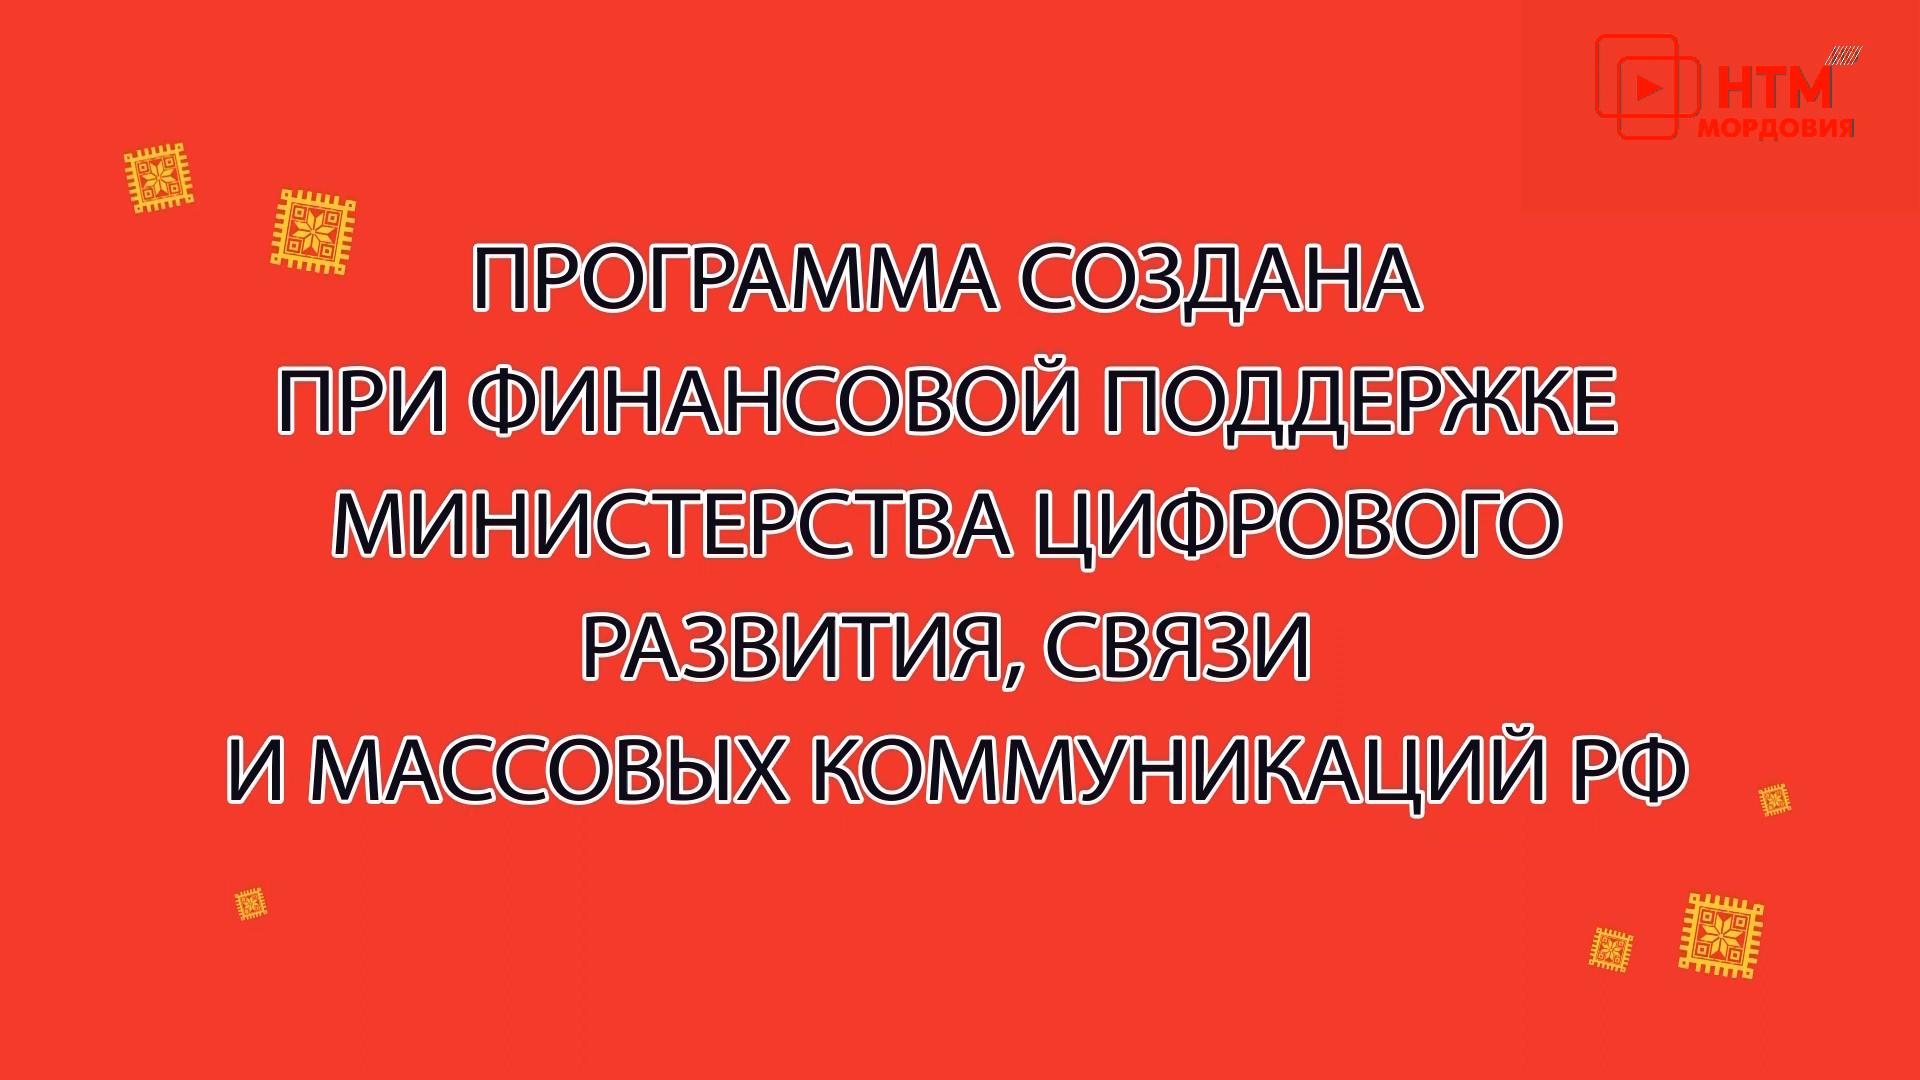 НТМ
МОРДОВИЯ
ПРОГРАММА СОЗДАНА
ПРИ ФИНАНСОВОЙ ПОДДЕРЖКЕ
МИНИСТЕРСТВА ЦИФРОВОГО
РАЗВИТИЯ, СВЯЗИ
И МАССОВЫХ КОММУНИКАЦИЙ РФ